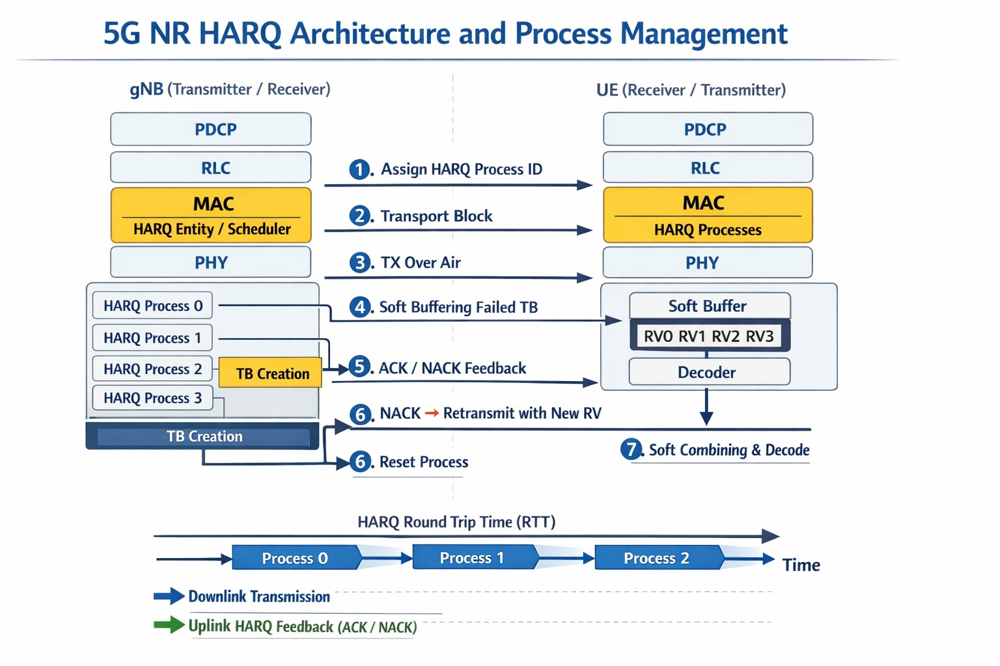 5G NR HARQ Architecture and Process Management
gNB (Transmitter / Receiver)
UE (Receiver / Transmitter)
PDCP
RLC
MAC
HARQ Entity / Scheduler
PHY
HARQ Process 0
HARQ Process 1
HARQ Process 2
TB Creation
HARQ Process 3
TB Creation
1. Assign HARQ Process ID
2. Transport Block
3. TX Over Air
4. Soft Buffering Failed TB
5. ACK / NACK Feedback
6. NACK → Retransmit with New RV
6. Reset Process
PDCP
RLC
MAC
HARQ Processes
PHY
Soft Buffer
RV0 RV1 RV2 RV3
Decoder
7. Soft Combining & Decode
HARQ Round Trip Time (RTT)
Process 0
Process 1
Process 2
Time
Downlink Transmission
Uplink HARQ Feedback (ACK / NACK)